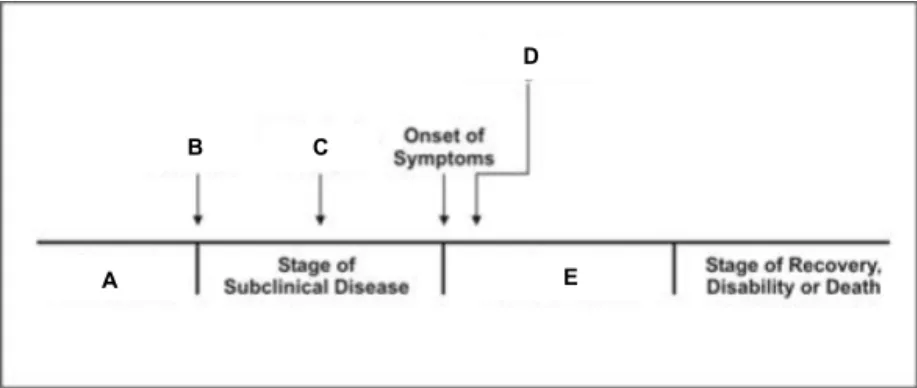 D
B
C
Onset of
Symptoms
A
Stage of
Subclinical Disease
E
Stage of Recovery,
Disability or Death